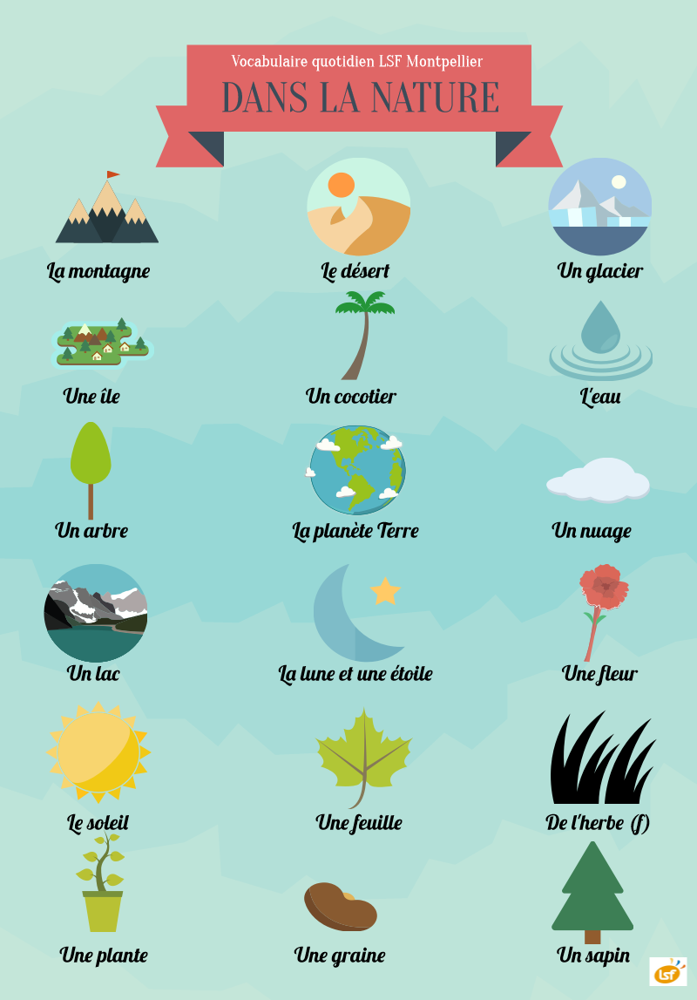 Vocabulaire quotidien LSF Montpellier
DANS LA NATURE
La montagne
Le désert
Un glacier
Une île
Un cocotier
L'eau
Un arbre
La planète Terre
Un nuage
Un lac
La lune et une étoile
Une fleur
Le soleil
Une feuille
De l'herbe (f)
Une plante
Une graine
Un sapin
lsf